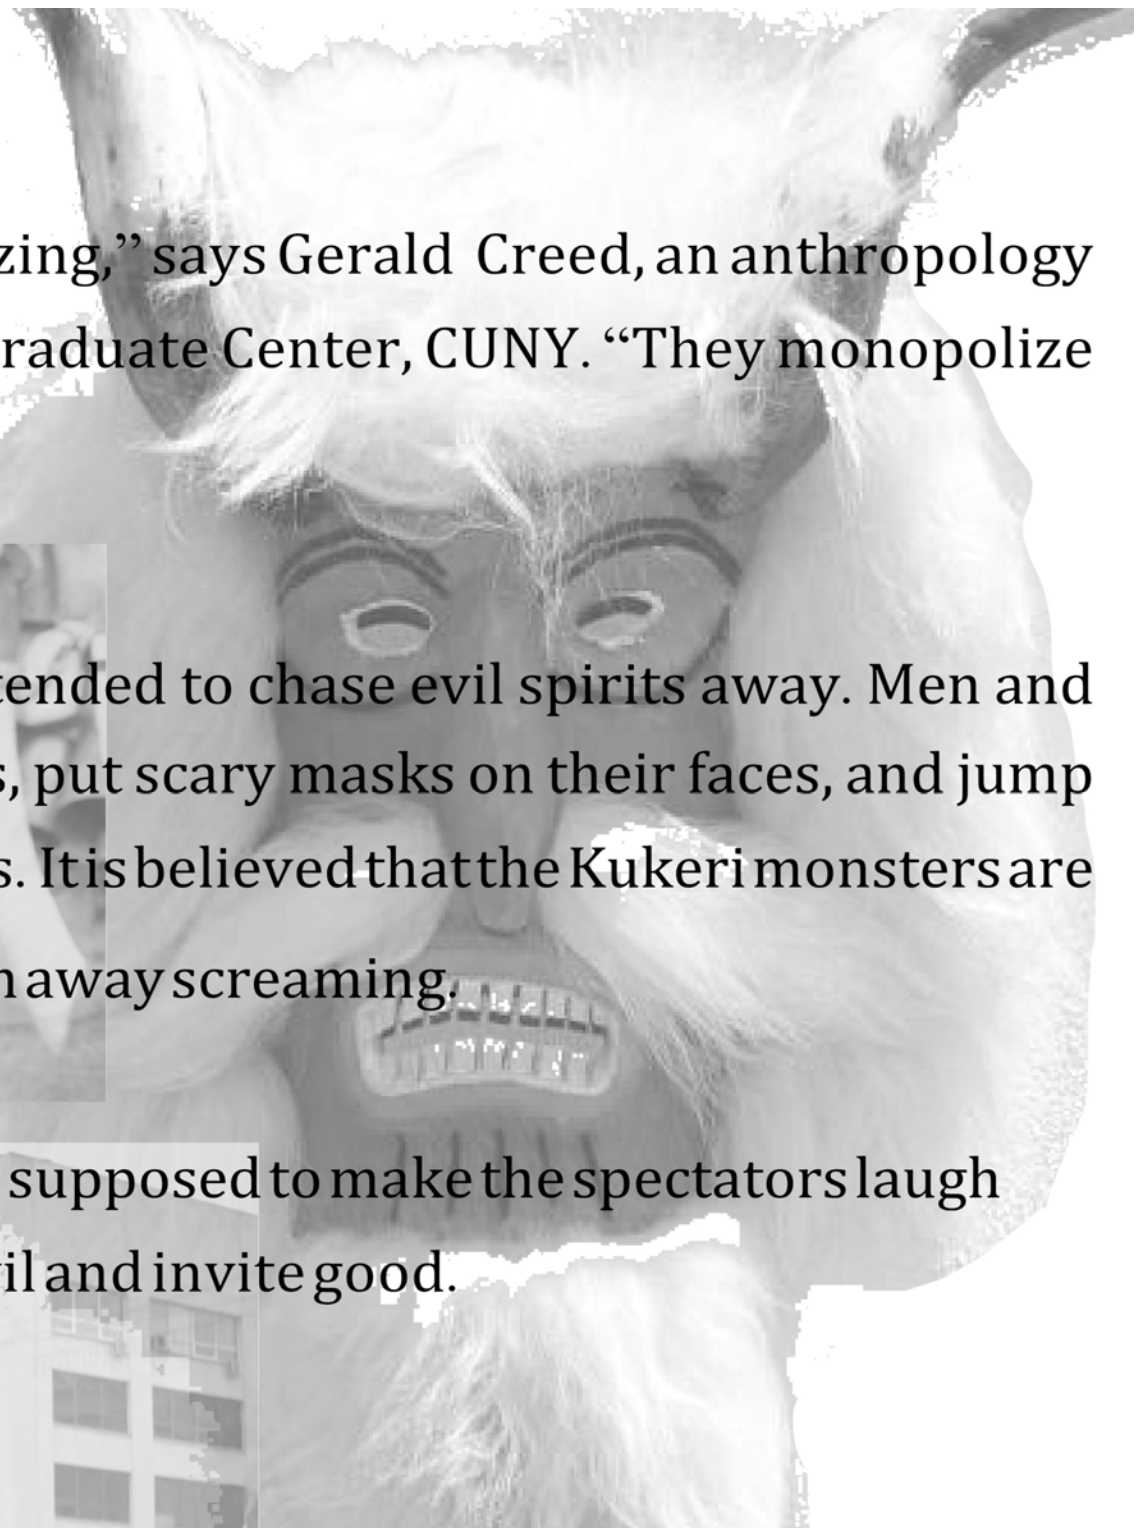 zing,” says Gerald Creed, an anthropology
raduate Center, CUNY. “They monopolize
tended to chase evil spirits away. Men and
s, put scary masks on their faces, and jump
s. It is believed that the Kukeri monsters are
n away screaming.
supposed to make the spectators laugh
il and invite good.